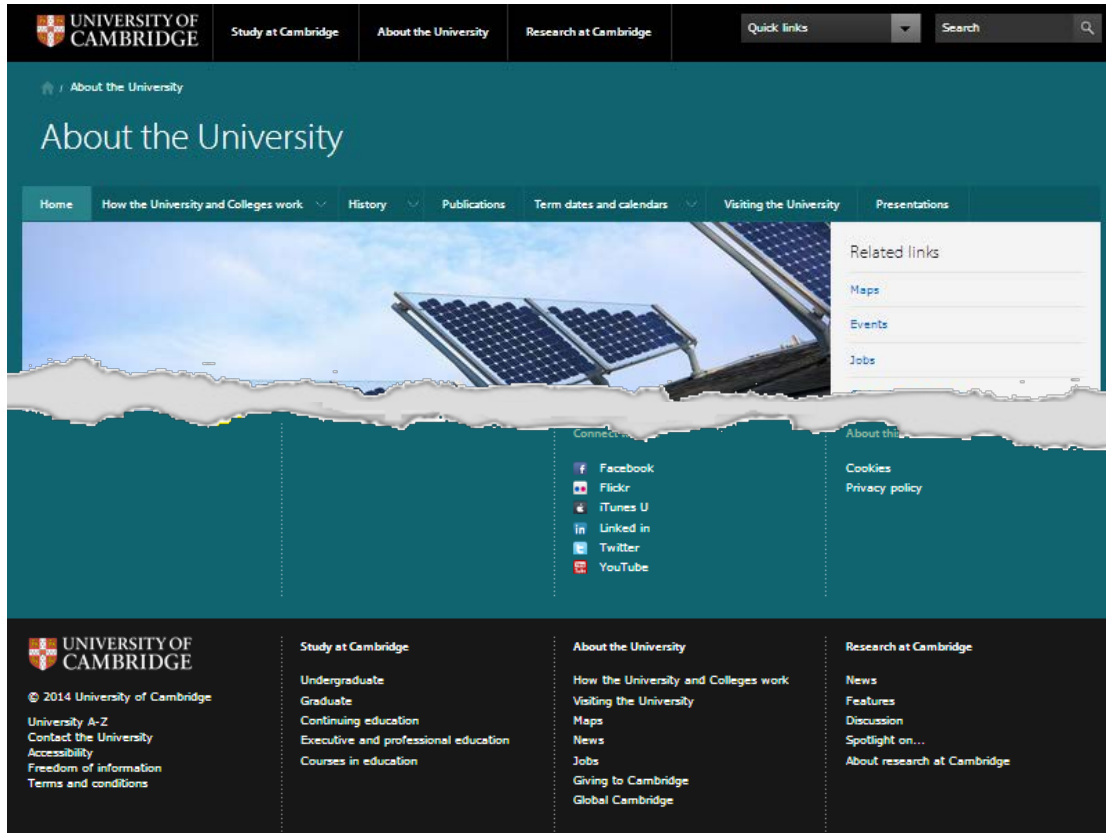 UNIVERSITY OF
CAMBRIDGE
Study at Cambridge
About the University
Research at Cambridge
Quick links
Search
/ About the University
About the University
Home
How the University and Colleges work
History
Publications
Term dates and calendars
Visiting the University
Presentations
Related links
Maps
Events
Jobs
Connect
Facebook
Flickr
iTunes U
Linked in
Twitter
YouTube
About this
Cookies
Privacy policy
UNIVERSITY OF
CAMBRIDGE
© 2014 University of Cambridge
University A-Z
Contact the University
Accessibility
Freedom of information
Terms and conditions
Study at Cambridge
Undergraduate
Graduate
Continuing education
Executive and professional education
Courses in education
About the University
How the University and Colleges work
Visiting the University
Maps
News
Jobs
Giving to Cambridge
Global Cambridge
Research at Cambridge
News
Features
Discussion
Spotlight on...
About research at Cambridge